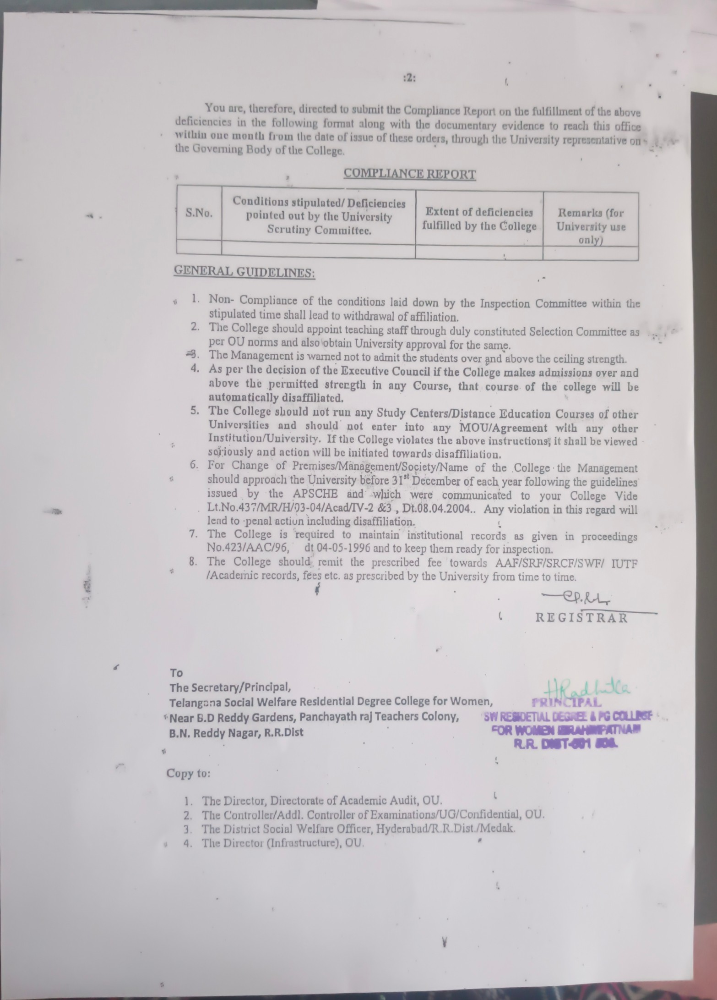 :2:
You are, therefore, directed to submit the Compliance Report on the fulfillment of the above
deficiencies in the following format along with the documentary evidence to reach this office
within one month from the date of issue of these orders, through the University representative on
the Governing Body of the College.
COMPLIANCE REPORT
S.No.
Conditions stipulated/ Deficiencies
pointed out by the University
Scrutiny Committee.
Extent of deficiencies
fulfilled by the College
Remarks (for
University use
only)
GENERAL GUIDELINES:
1. Non- Compliance of the conditions laid down by the Inspection Committee within the
stipulated time shall lead to withdrawal of affiliation.
2. The College should appoint teaching staff through duly constituted Selection Committee as
per OU norms and also obtain University approval for the same.
3. The Management is warned not to admit the students over and above the ceiling strength.
4. As per the decision of the Executive Council if the College makes admissions over and
above the permitted strength in any Course, that course of the college will be
automatically disaffiliated.
5. The College should not run any Study Centers/Distance Education Courses of other
Universities and should not enter into any MOU/Agreement with any other
Institution/University. If the College violates the above instructions, it shall be viewed
seriously and action will be initiated towards disaffiliation.
6. For Change of Premises/Management/Society/Name of the College the Management
should approach the University before 31st December of each year following the guidelines
issued by the APSCHE and which were communicated to your College Vide
Lt.No.437/MR/H/03-04/Acad/IV-2 &3 , Dt.08.04.2004.. Any violation in this regard will
lead to penal action including disaffiliation.
7. The College is required to maintain institutional records as given in proceedings
No.423/AAC/96, dt 04-05-1996 and to keep them ready for inspection.
8. The College should remit the prescribed fee towards AAF/SRF/SRCF/SWF/ IUTF
/Academic records, fees etc. as prescribed by the University from time to time.
REGISTRAR
To
The Secretary/Principal,
Telangana Social Welfare Residential Degree College for Women,
Near B.D Reddy Gardens, Panchayath raj Teachers Colony,
B.N. Reddy Nagar, R.R.Dist
HRadhika
PRINCIPAL
SW RESIDETIAL DEGREE & PG COLLEGE
FOR WOMEN IBRAHIMPATNAM
R.R. DIST
Copy to:
1. The Director, Directorate of Academic Audit, OU.
2. The Controller/Addl. Controller of Examinations/UG/Confidential, OU.
3. The District Social Welfare Officer, Hyderabad/R.R.Dist./Medak.
4. The Director (Infrastructure), OU.